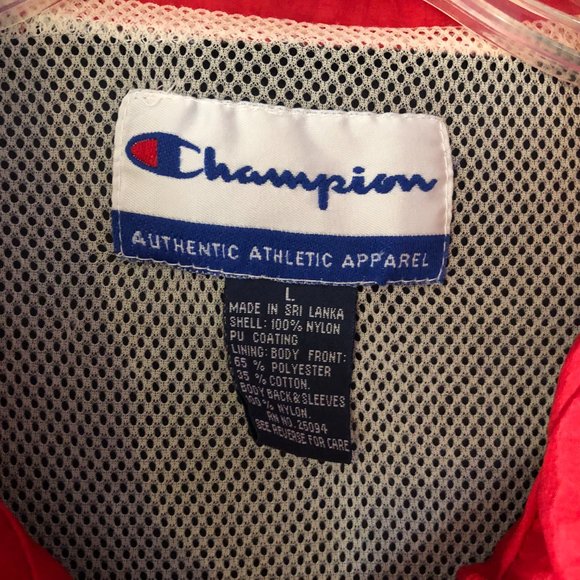 Champion
AUTHENTIC ATHLETIC APPAREL
L
MADE IN SRI LANKA
SHELL: 100% NYLON
PU COATING
LINING: BODY FRONT:
65 % POLYESTER
35 % COTTON.
BODY BACK & SLEEVES
100 % NYLON.
RN NO. 25094
SEE REVERSE FOR CARE